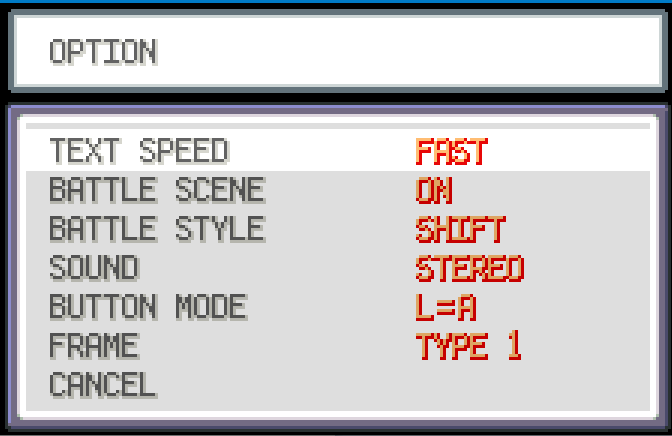 OPTION
TEXT SPEED FAST
BATTLE SCENE ON
BATTLE STYLE SHIFT
SOUND STEREO
BUTTON MODE L=A
FRAME TYPE 1
CANCEL